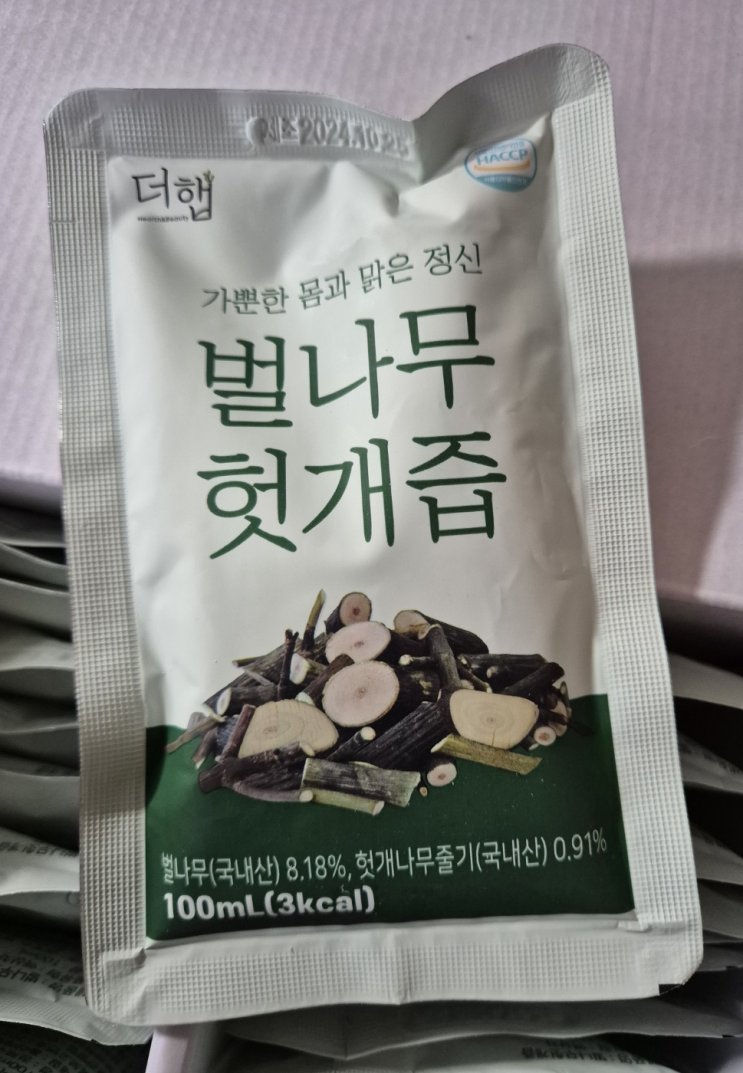 제조2024.10.25
더햅
HACCP
가뿐한 몸과 맑은 정신
벌나무
헛개즙
벌나무(국내산) 8.18%, 헛개나무줄기(국내산) 0.91%
100mL(3kcal)